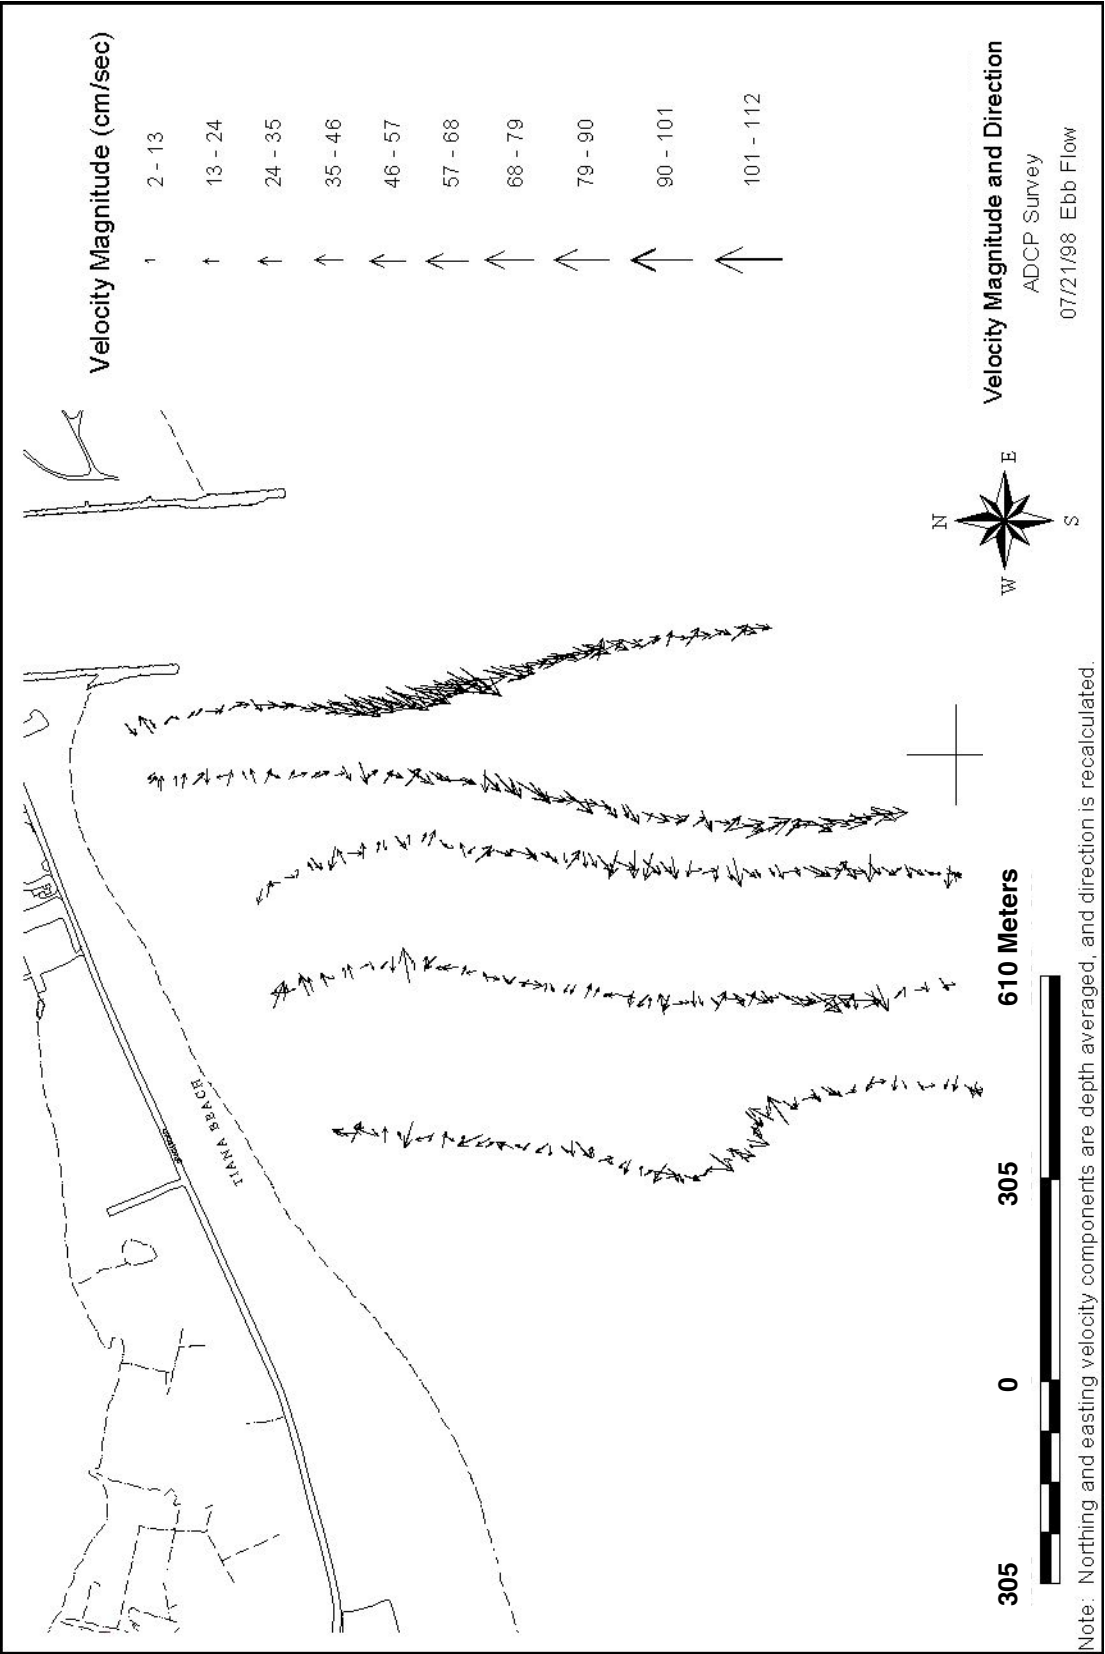 Velocity Magnitude (cm/sec)
2 - 13
13 - 24
24 - 35
35 - 46
46 - 57
57 - 68
68 - 79
79 - 90
90 - 101
101 - 112
TIANA BEACH
N
W
E
S
Velocity Magnitude and Direction
ADCP Survey
07/21/98 Ebb Flow
305 0 305 610 Meters
Note: Northing and easting velocity components are depth averaged, and direction is recalculated.